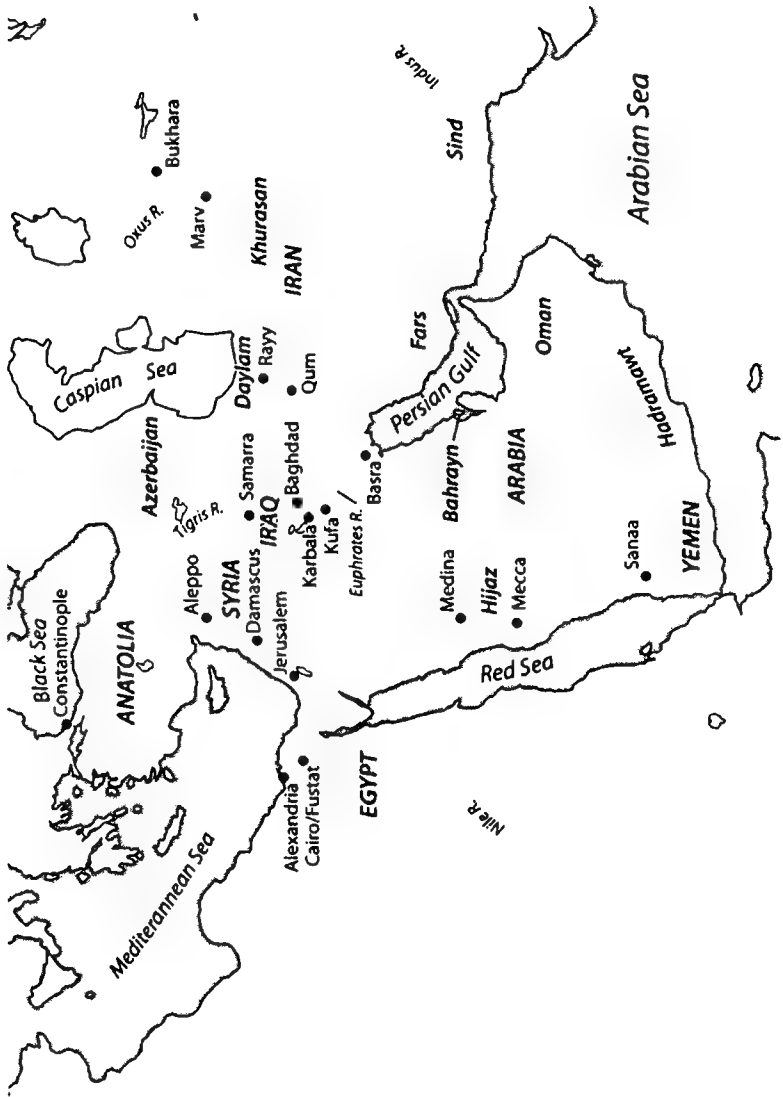 Black Sea
Constantinople
ANATOLIA
Mediterannean Sea
Alexandria
Cairo/Fustat
EGYPT
Nile R.
Aleppo
SYRIA
Damascus
Jerusalem
Azerbaijan
Tigris R.
Samarra
IRAQ
Baghdad
Karbala
Kufa
Euphrates R.
Basra
Caspian Sea
Daylam
Rayy
Qum
Oxus R.
Bukhara
Marv
Khurasan
IRAN
Fars
Persian Gulf
Bahrayn
Medina
Hijaz
Mecca
ARABIA
Oman
Red Sea
Sanaa
YEMEN
Hadramawt
Indus R.
Sind
Arabian Sea